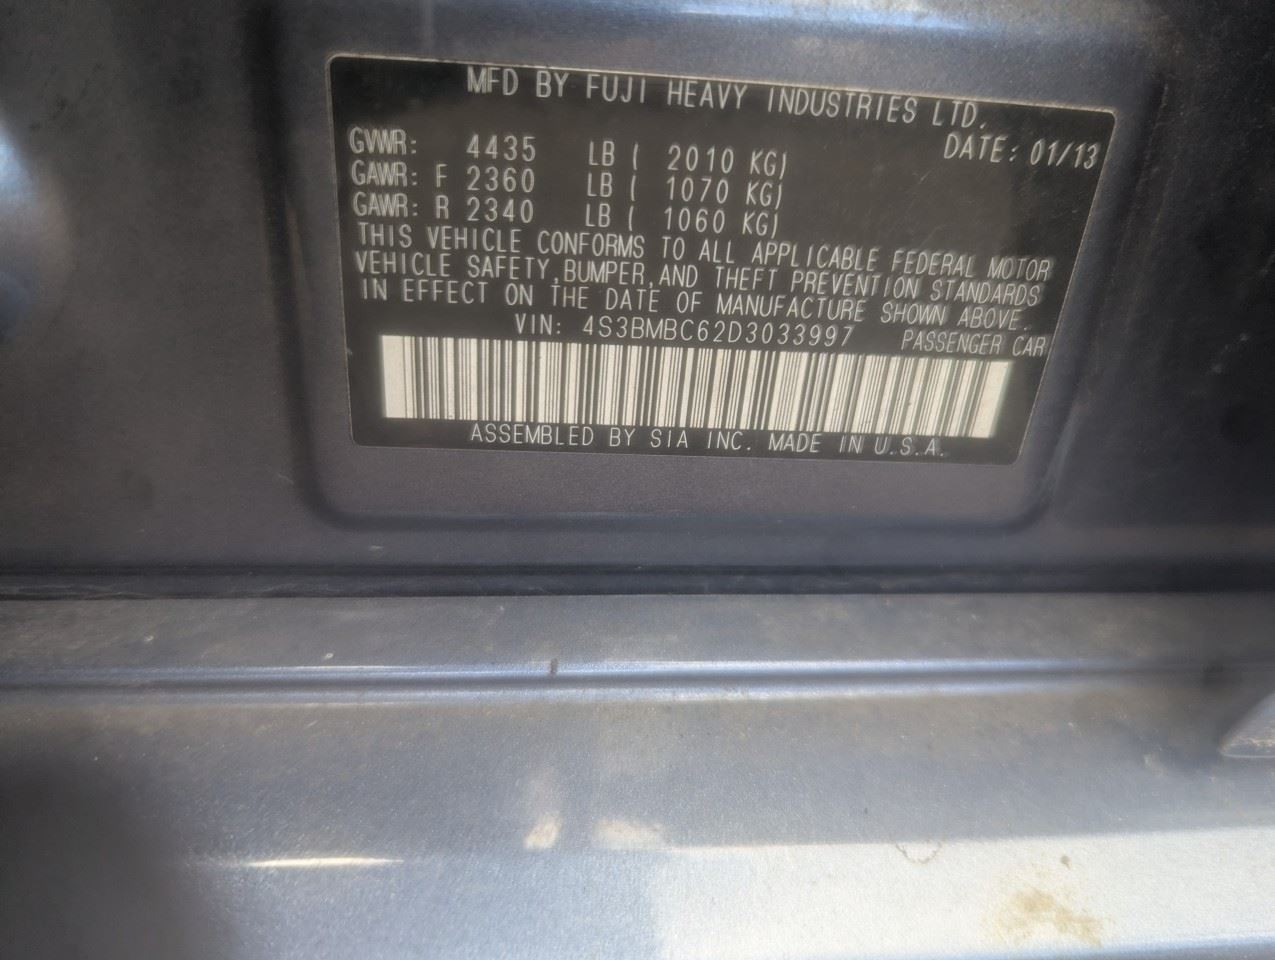 MFD BY FUJI HEAVY INDUSTRIES LTD.
DATE: 01/13
GVWR: 4435 LB ( 2010 KG)
GAWR: F 2360 LB ( 1070 KG)
GAWR: R 2340 LB ( 1060 KG)
THIS VEHICLE CONFORMS TO ALL APPLICABLE FEDERAL MOTOR
VEHICLE SAFETY, BUMPER, AND THEFT PREVENTION STANDARDS
IN EFFECT ON THE DATE OF MANUFACTURE SHOWN ABOVE.
VIN: 4S3BMBC62D3033997 PASSENGER CAR
ASSEMBLED BY SIA INC. MADE IN U.S.A.